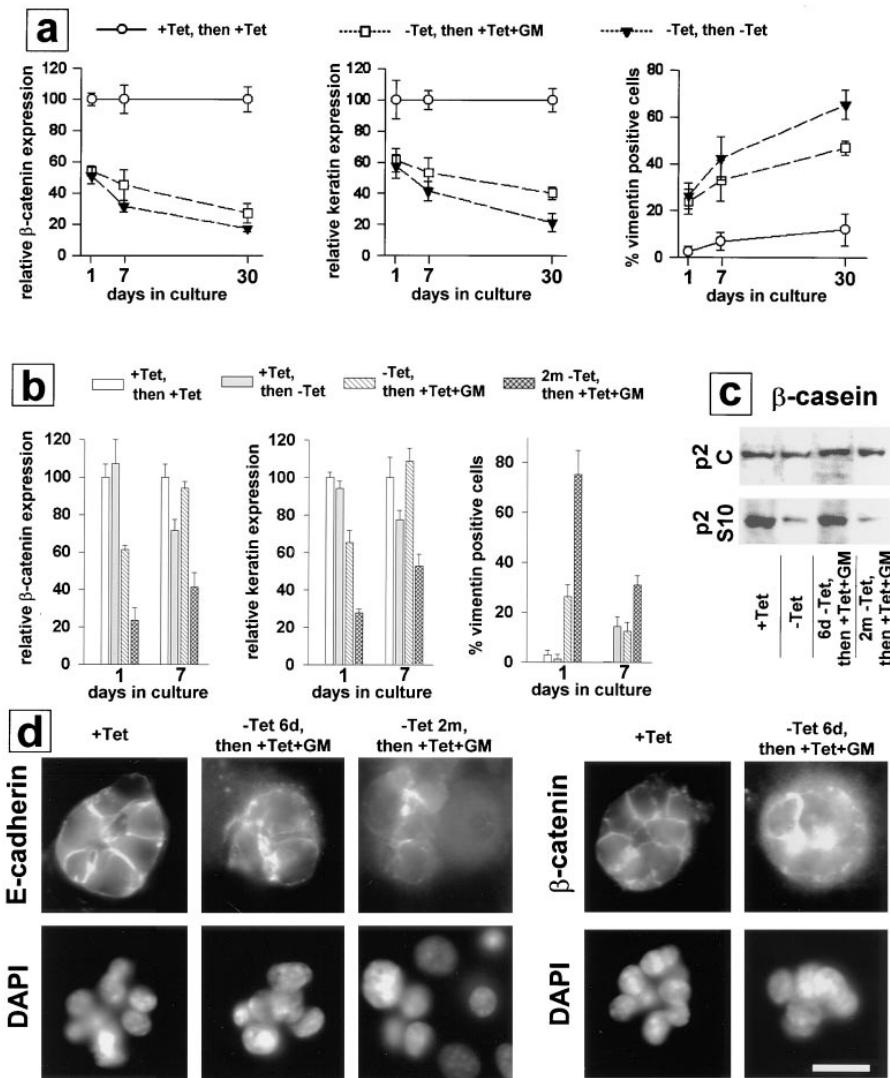 a
+Tet, then +Tet
-Tet, then +Tet+GM
-Tet, then -Tet
relative β-catenin expression
120
100
80
60
40
20
0
1 7 30
days in culture
relative keratin expression
120
100
80
60
40
20
0
1 7 30
days in culture
% vimentin positive cells
80
60
40
20
0
1 7 30
days in culture
b
+Tet,
then +Tet
+Tet,
then -Tet
-Tet,
then +Tet+GM
2m -Tet,
then +Tet+GM
relative β-catenin expression
120
100
80
60
40
20
0
1 7
days in culture
relative keratin expression
120
100
80
60
40
20
0
1 7
days in culture
% vimentin positive cells
80
60
40
20
0
1 7
days in culture
c
β-casein
p2
C
p2
S10
+Tet
-Tet
6d -Tet,
then +Tet+GM
2m -Tet,
then +Tet+GM
d
+Tet
-Tet 6d,
then +Tet+GM
-Tet 2m,
then +Tet+GM
+Tet
-Tet 6d,
then +Tet+GM
E-cadherin
β-catenin
DAPI
DAPI